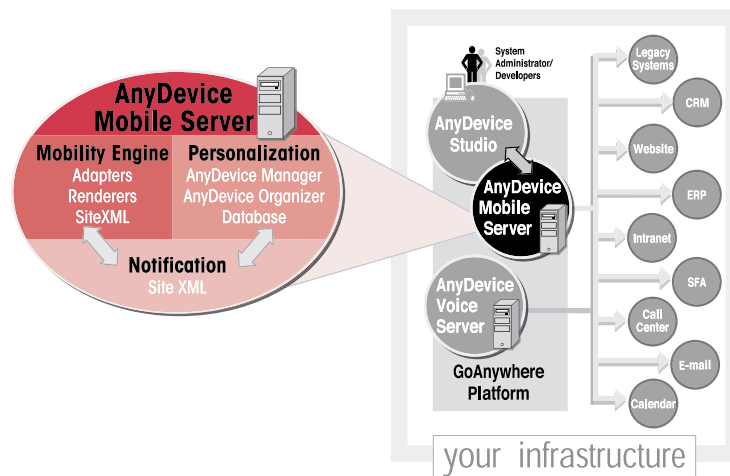 AnyDevice
Mobile Server
Mobility Engine
Adapters
Renderers
SiteXML
Personalization
AnyDevice Manager
AnyDevice Organizer
Database
Notification
Site XML
System
Administrator/
Developers
AnyDevice
Studio
AnyDevice
Mobile
Server
AnyDevice
Voice
Server
GoAnywhere
Platform
Legacy
Systems
CRM
Website
ERP
Intranet
SFA
Call
Center
E-mail
Calendar
your infrastructure